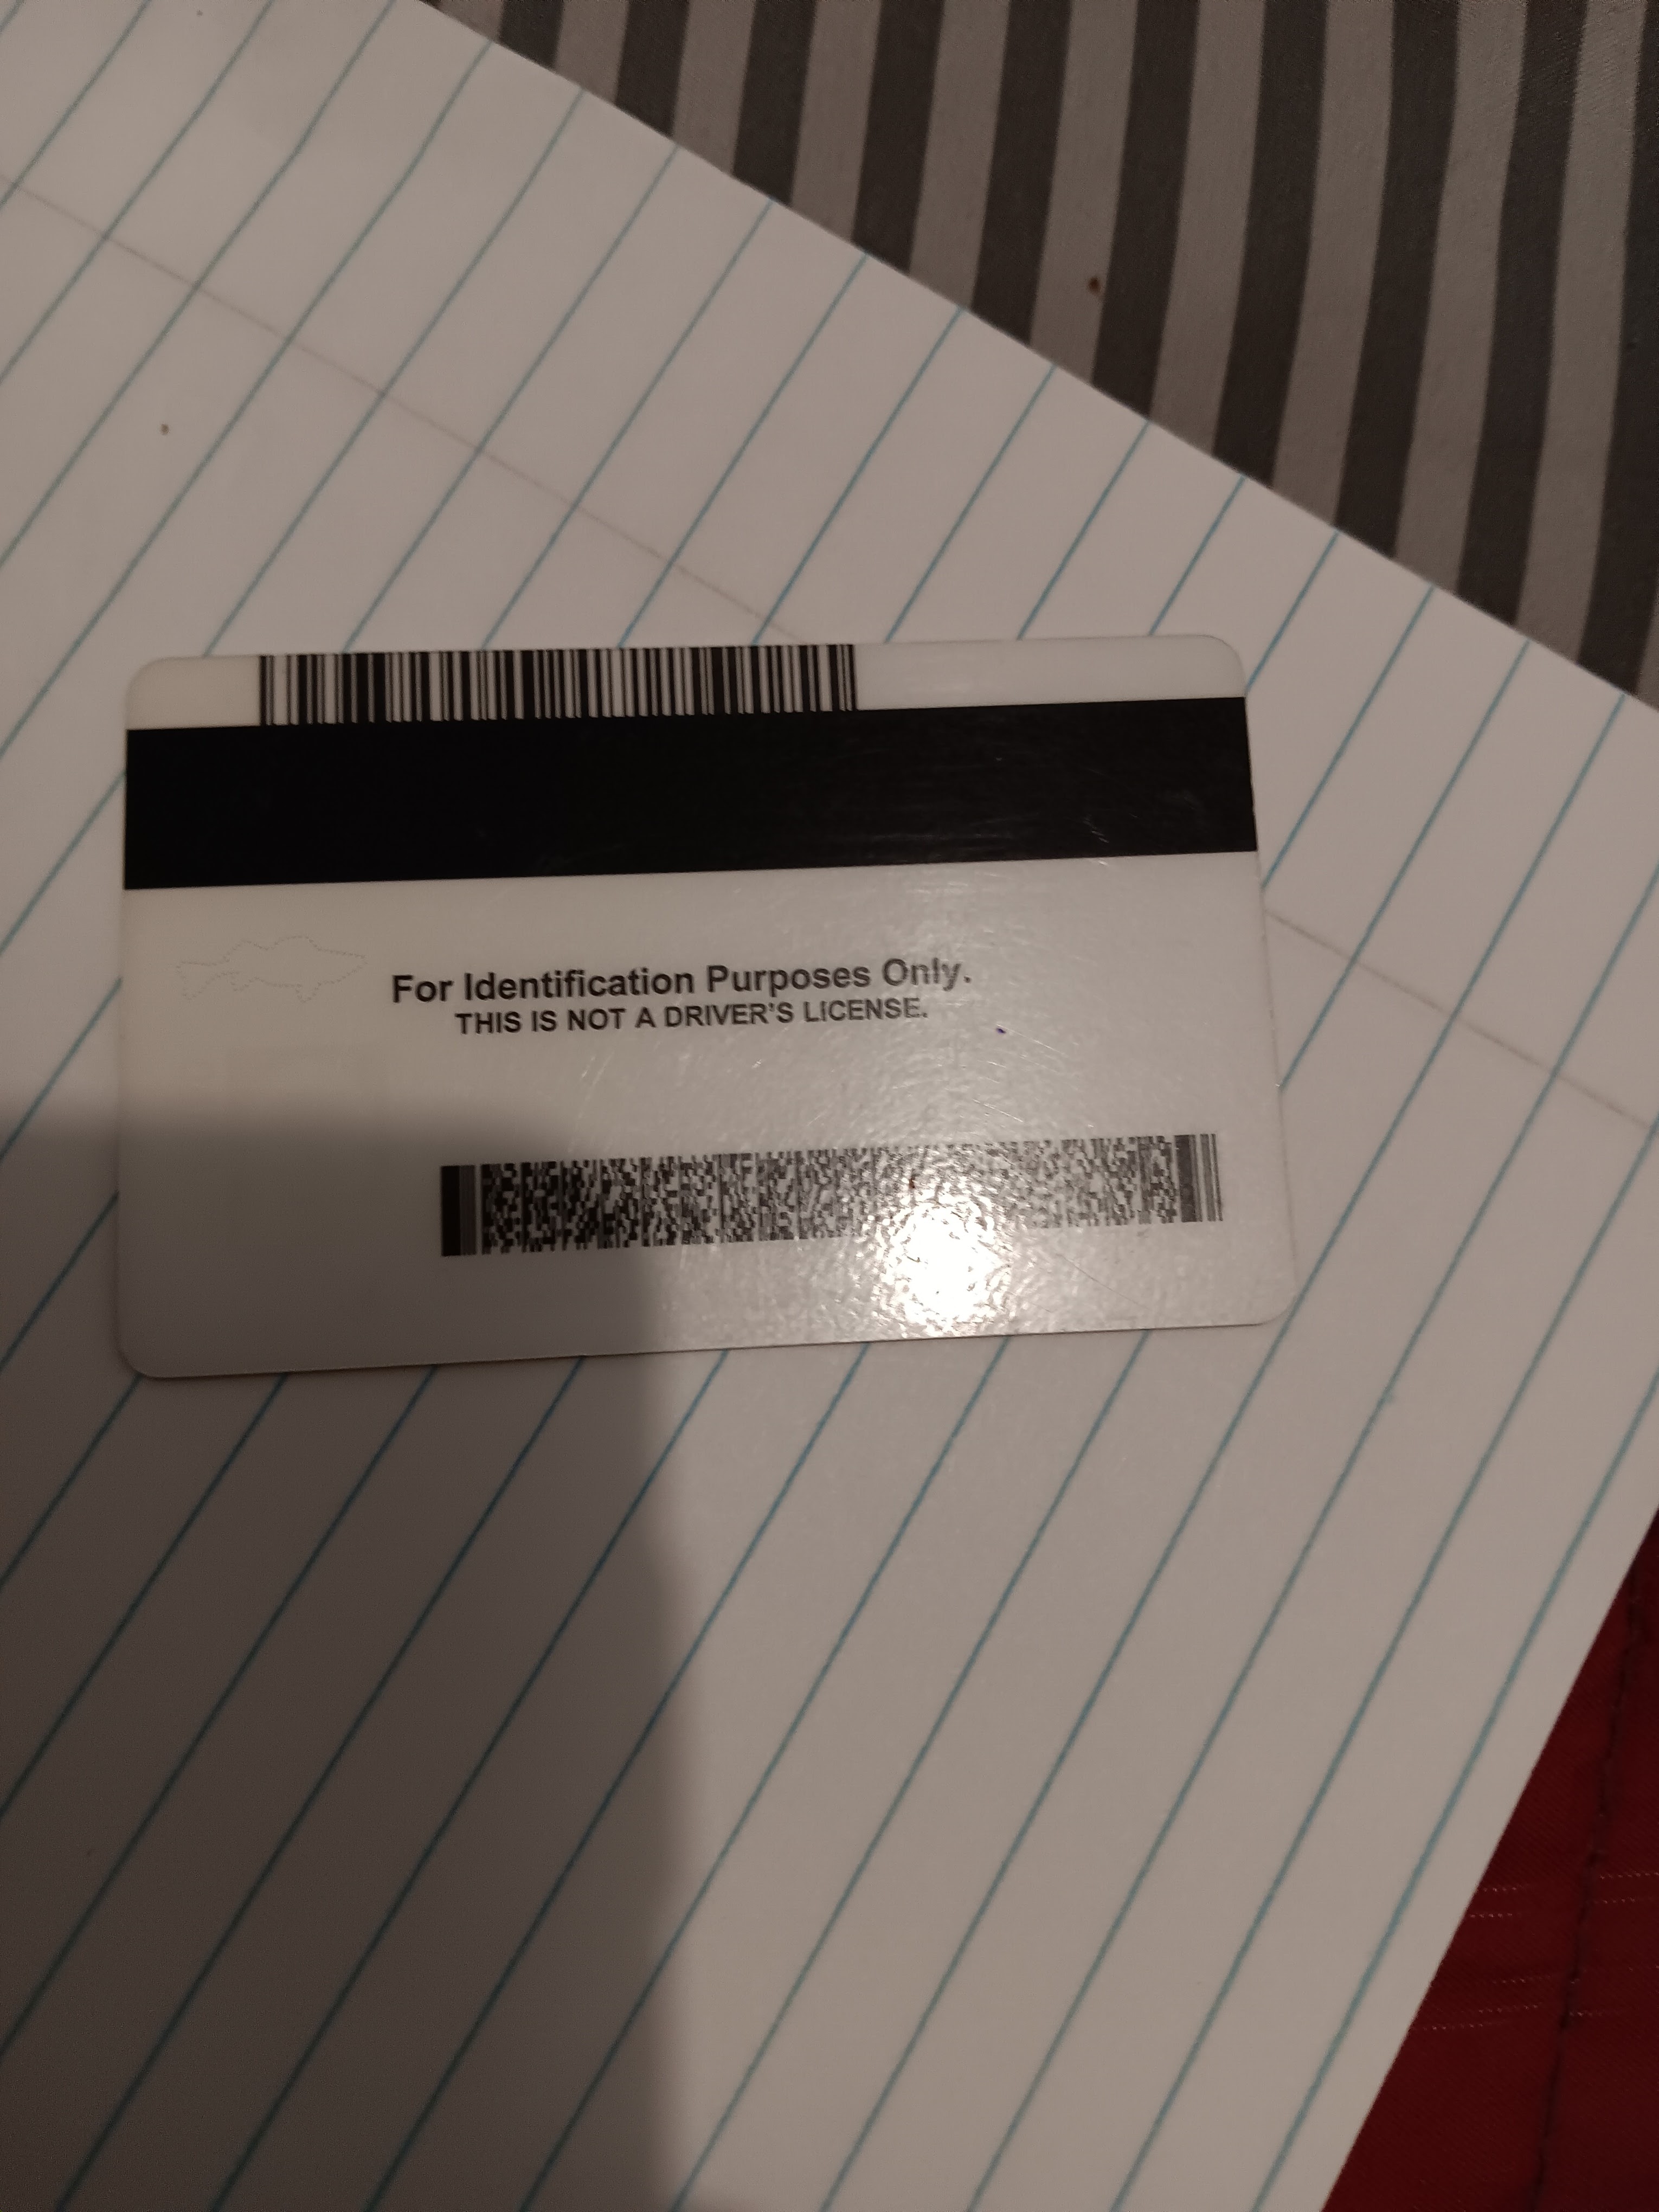 For Identification Purposes Only.
THIS IS NOT A DRIVER'S LICENSE.